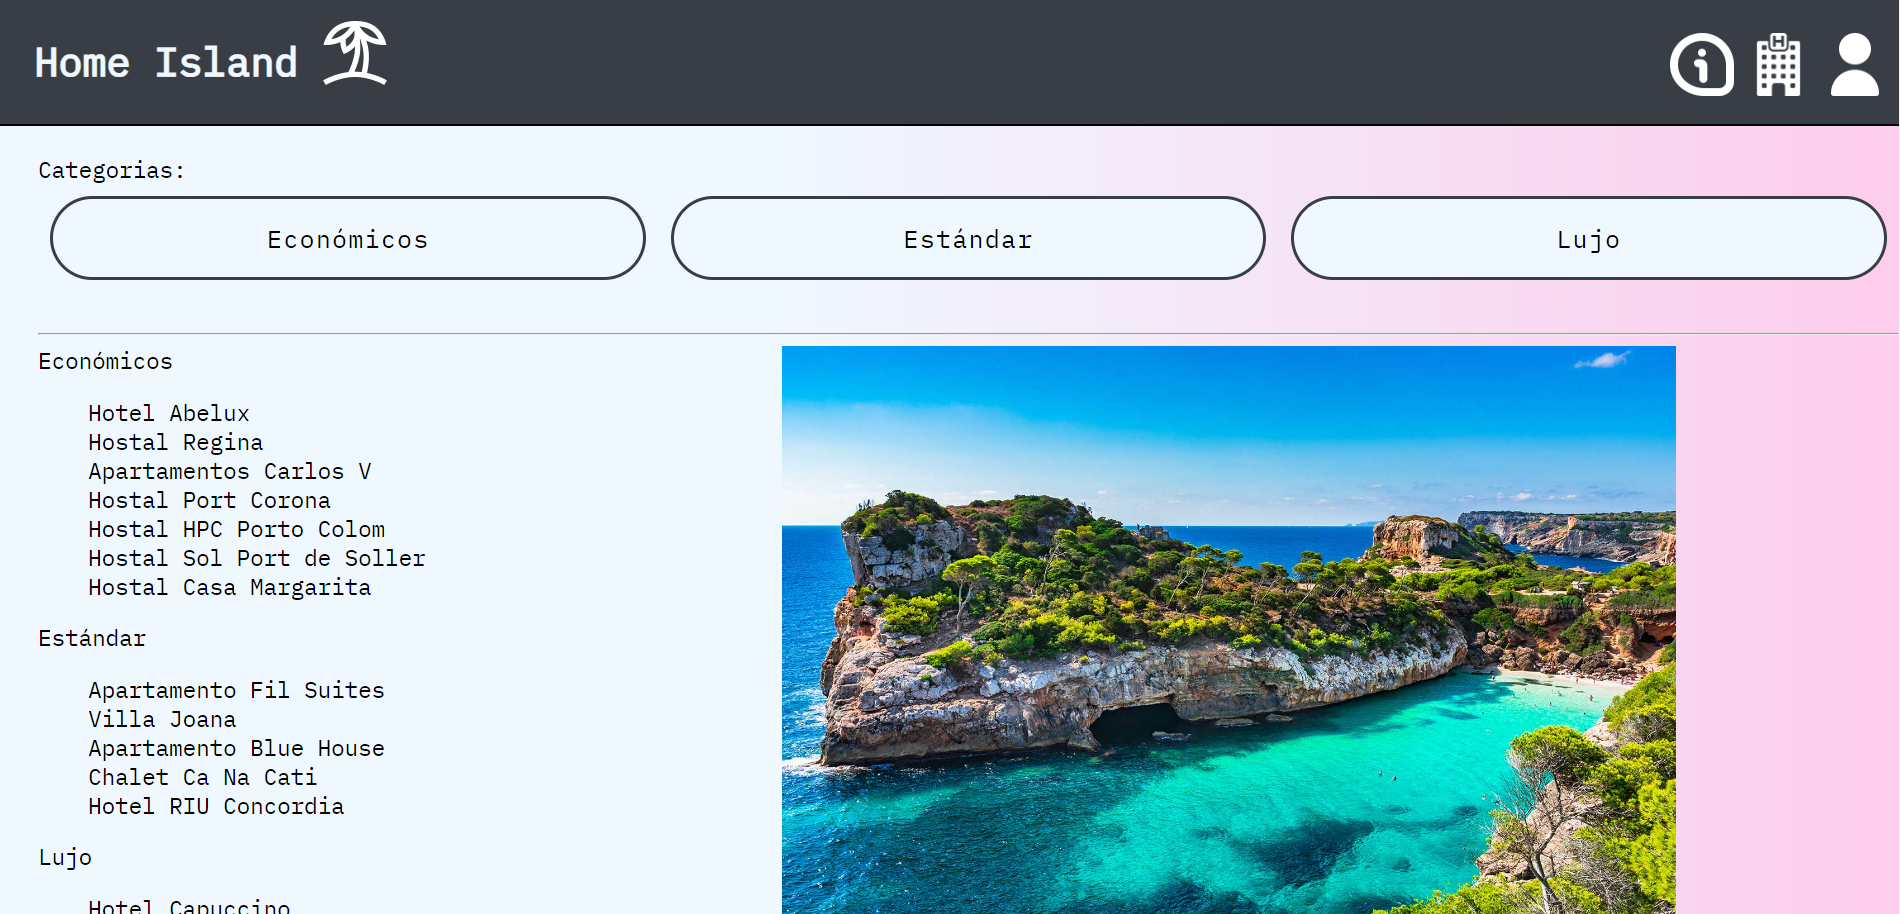 Home Island
Categorias:
Económicos
Estándar
Lujo
Económicos
Hotel Abelux
Hostal Regina
Apartamentos Carlos V
Hostal Port Corona
Hostal HPC Porto Colom
Hostal Sol Port de Soller
Hostal Casa Margarita
Estándar
Apartamento Fil Suites
Villa Joana
Apartamento Blue House
Chalet Ca Na Cati
Hotel RIU Concordia
Lujo
Hotel Capuccino